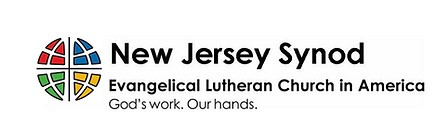 New Jersey Synod
Evangelical Lutheran Church in America
God's work. Our hands.